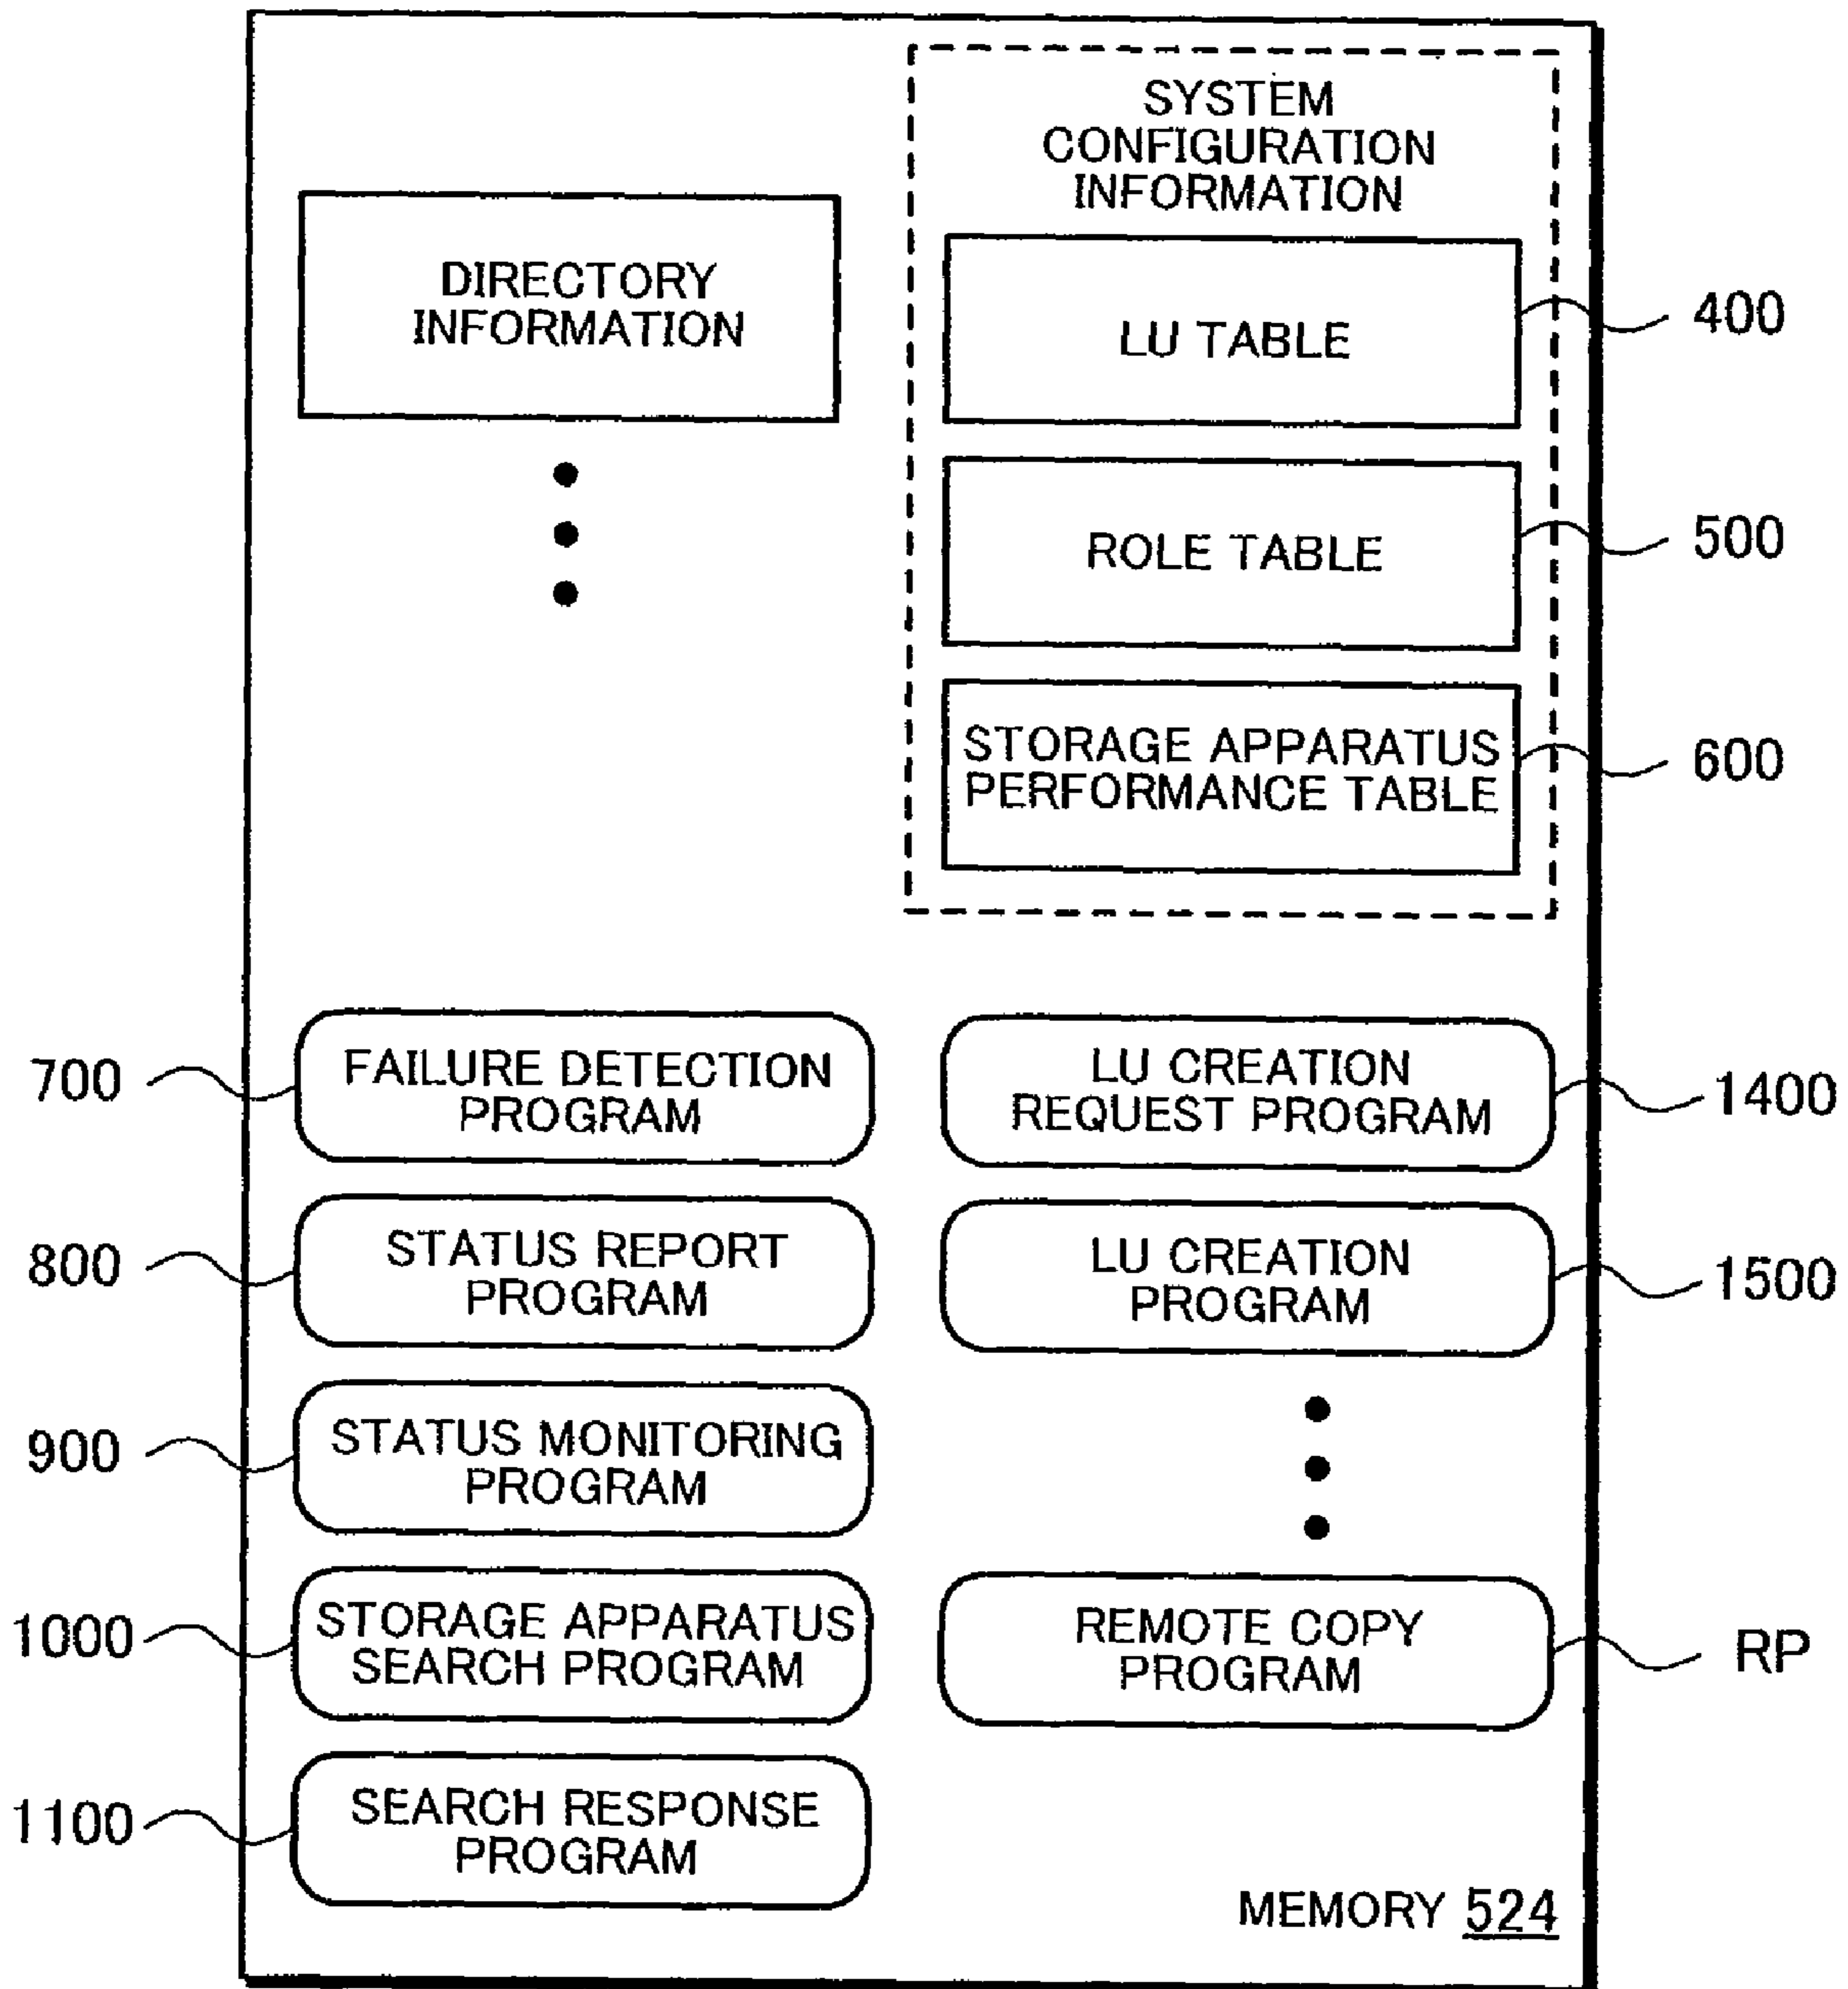 SYSTEM
CONFIGURATION
INFORMATION
DIRECTORY
INFORMATION
LU TABLE
400
ROLE TABLE
500
STORAGE APPARATUS
PERFORMANCE TABLE
600
700
FAILURE DETECTION
PROGRAM
LU CREATION
REQUEST PROGRAM
1400
800
STATUS REPORT
PROGRAM
LU CREATION
PROGRAM
1500
900
STATUS MONITORING
PROGRAM
1000
STORAGE APPARATUS
SEARCH PROGRAM
REMOTE COPY
PROGRAM
RP
1100
SEARCH RESPONSE
PROGRAM
MEMORY 524